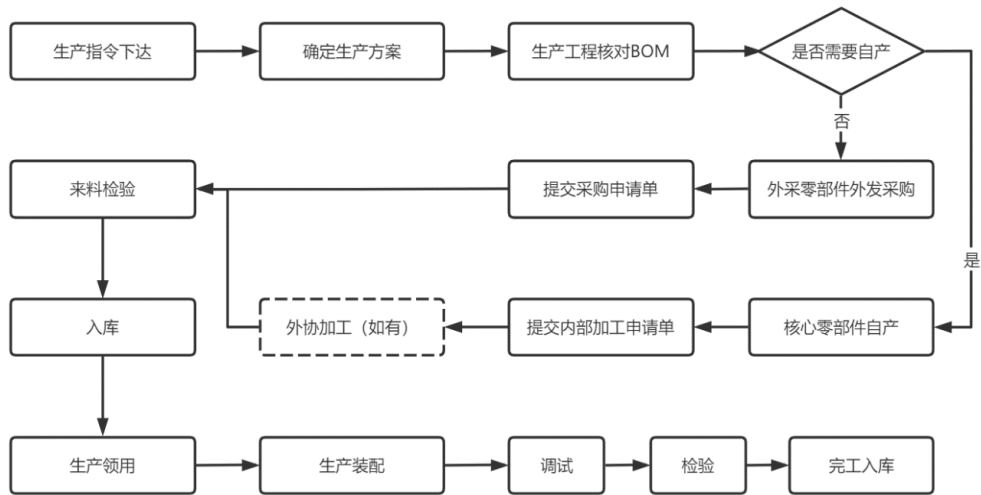 生产指令下达
确定生产方案
生产工程核对BOM
是否需要自产
否
来料检验
提交采购申请单
外采零部件外发采购
是
入库
外协加工（如有）
提交内部加工申请单
核心零部件自产
生产领用
生产装配
调试
检验
完工入库